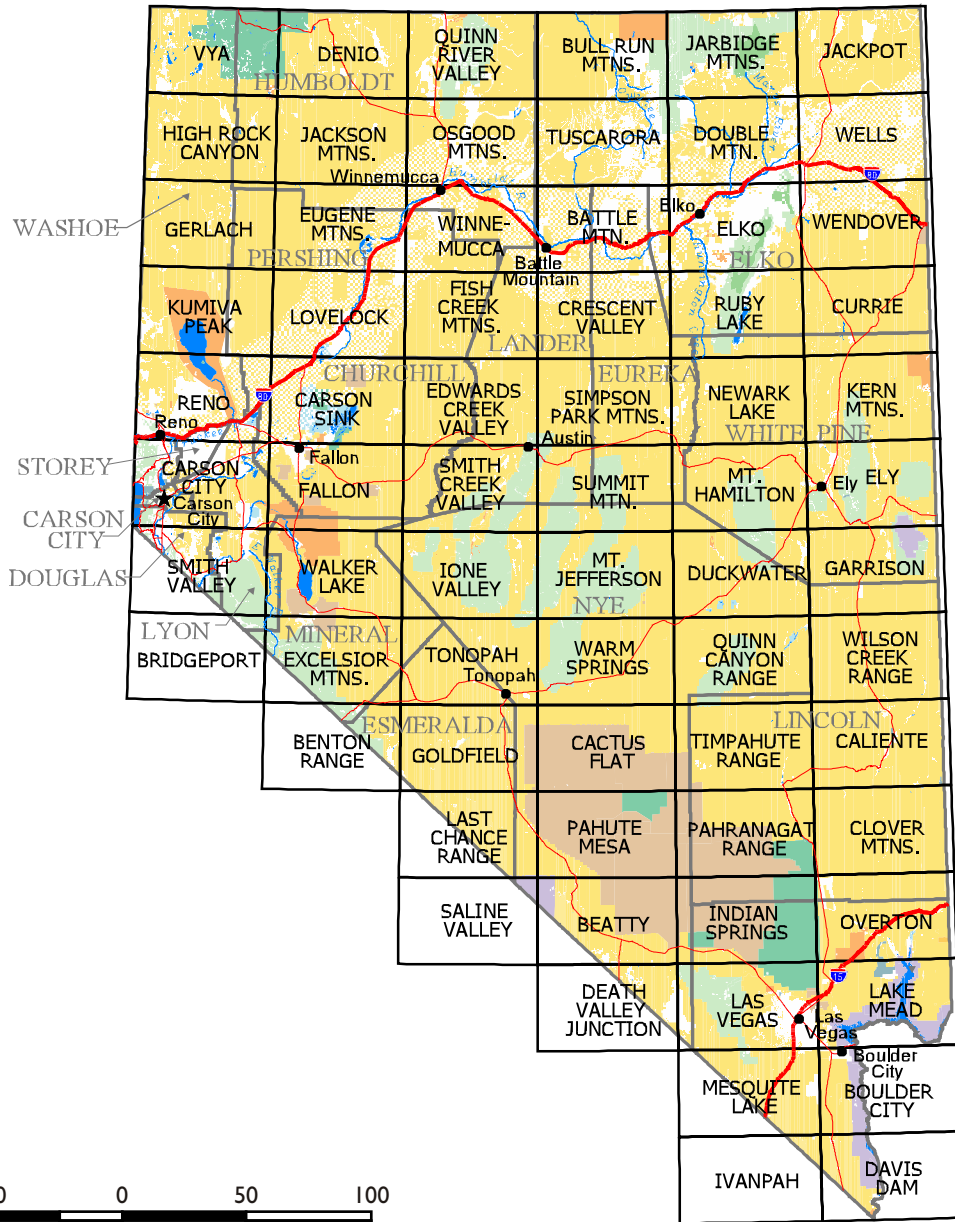 VYA
DENIO
QUINN
RIVER
VALLEY
BULL RUN
MTNS.
JARBIDGE
MTNS.
JACKPOT
HUMBOLDT
HIGH ROCK
CANYON
JACKSON
MTNS.
OSGOOD
MTNS.
TUSCARORA
DOUBLE
MTN.
WELLS
Winnemucca
Humboldt R.
80
WASHOE
GERLACH
EUGENE
MTNS.
WINNE-
MUCCA
BATTLE
MTN.
Elko
ELKO
WENDOVER
PERSHING
Battle
Mountain
ELKO
KUMIVA
PEAK
LOVELOCK
FISH
CREEK
MTNS.
CRESCENT
VALLEY
RUBY
LAKE
CURRIE
LANDER
CHURCHILL
EUREKA
RENO
Reno
80
CARSON
SINK
EDWARDS
CREEK
VALLEY
SIMPSON
PARK MTNS.
NEWARK
LAKE
KERN
MTNS.
WHITE PINE
Austin
STOREY
CARSON
CITY
Carson
City
Fallon
FALLON
SMITH
CREEK
VALLEY
SUMMIT
MTN.
MT.
HAMILTON
Ely
ELY
CARSON
CITY
DOUGLAS
SMITH
VALLEY
WALKER
LAKE
IONE
VALLEY
MT.
JEFFERSON
DUCKWATER
GARRISON
NYE
LYON
MINERAL
BRIDGEPORT
EXCELSIOR
MTNS.
TONOPAH
Tonopah
WARM
SPRINGS
QUINN
CANYON
RANGE
WILSON
CREEK
RANGE
ESMERALDA
LINCOLN
BENTON
RANGE
GOLDFIELD
CACTUS
FLAT
TIMPAHUTE
RANGE
CALIENTE
LAST
CHANCE
RANGE
PAHUTE
MESA
PAHRANAGAT
RANGE
CLOVER
MTNS.
SALINE
VALLEY
BEATTY
INDIAN
SPRINGS
OVERTON
15
DEATH
VALLEY
JUNCTION
LAS
VEGAS
Las
Vegas
LAKE
MEAD
Boulder
City
MESQUITE
LAKE
BOULDER
CITY
IVANPAH
DAVIS
DAM
0 0 50 100